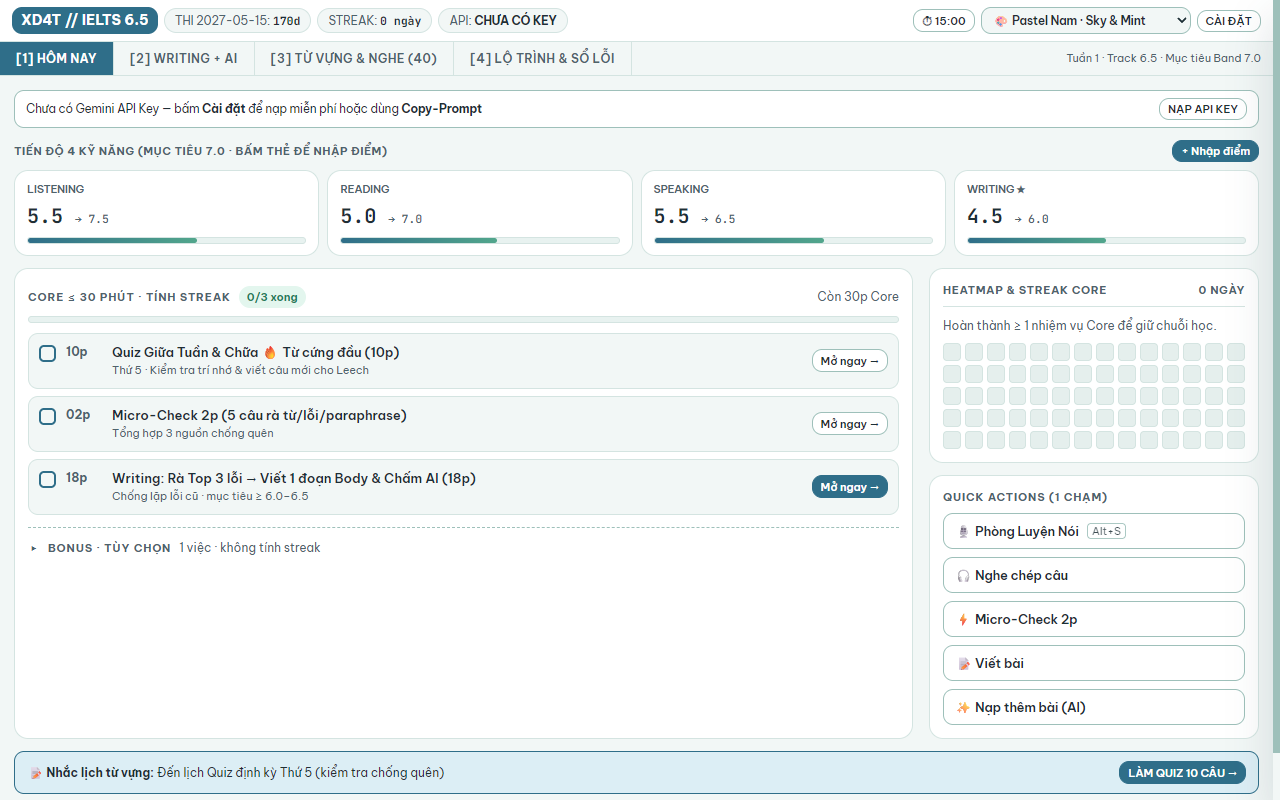 XD4T // IELTS 6.5
THI 2027-05-15: 170d
STREAK: 0 ngày
API: CHƯA CÓ KEY
⏱ 15:00
🎨 Pastel Nam · Sky & Mint
CÀI ĐẶT
[1] HÔM NAY
[2] WRITING + AI
[3] TỪ VỰNG & NGHE (40)
[4] LỘ TRÌNH & SỔ LỖI
Tuần 1 · Track 6.5 · Mục tiêu Band 7.0
Chưa có Gemini API Key — bấm Cài đặt để nạp miễn phí hoặc dùng Copy-Prompt
NẠP API KEY
TIẾN ĐỘ 4 KỸ NĂNG (MỤC TIÊU 7.0 · BẤM THẺ ĐỂ NHẬP ĐIỂM)
+ Nhập điểm
LISTENING
5.5 → 7.5
READING
5.0 → 7.0
SPEAKING
5.5 → 6.5
WRITING ★
4.5 → 6.0
CORE ≤ 30 PHÚT · TÍNH STREAK
0/3 xong
Còn 30p Core
10p
Quiz Giữa Tuần & Chữa 🔥 Từ cứng đầu (10p)
Thứ 5 · Kiểm tra trí nhớ & viết câu mới cho Leech
Mở ngay →
02p
Micro-Check 2p (5 câu rà từ/lỗi/paraphrase)
Tổng hợp 3 nguồn chống quên
Mở ngay →
18p
Writing: Rà Top 3 lỗi → Viết 1 đoạn Body & Chấm AI (18p)
Chống lặp lỗi cũ · mục tiêu ≥ 6.0–6.5
Mở ngay →
▸ BONUS · TÙY CHỌN 1 việc · không tính streak
HEATMAP & STREAK CORE
0 NGÀY
Hoàn thành ≥ 1 nhiệm vụ Core để giữ chuỗi học.
QUICK ACTIONS (1 CHẠM)
🎙 Phòng Luyện Nói Alt+S
🎧 Nghe chép câu
⚡ Micro-Check 2p
📝 Viết bài
✨ Nạp thêm bài (AI)
📝 Nhắc lịch từ vựng: Đến lịch Quiz định kỳ Thứ 5 (kiểm tra chống quên)
LÀM QUIZ 10 CÂU →